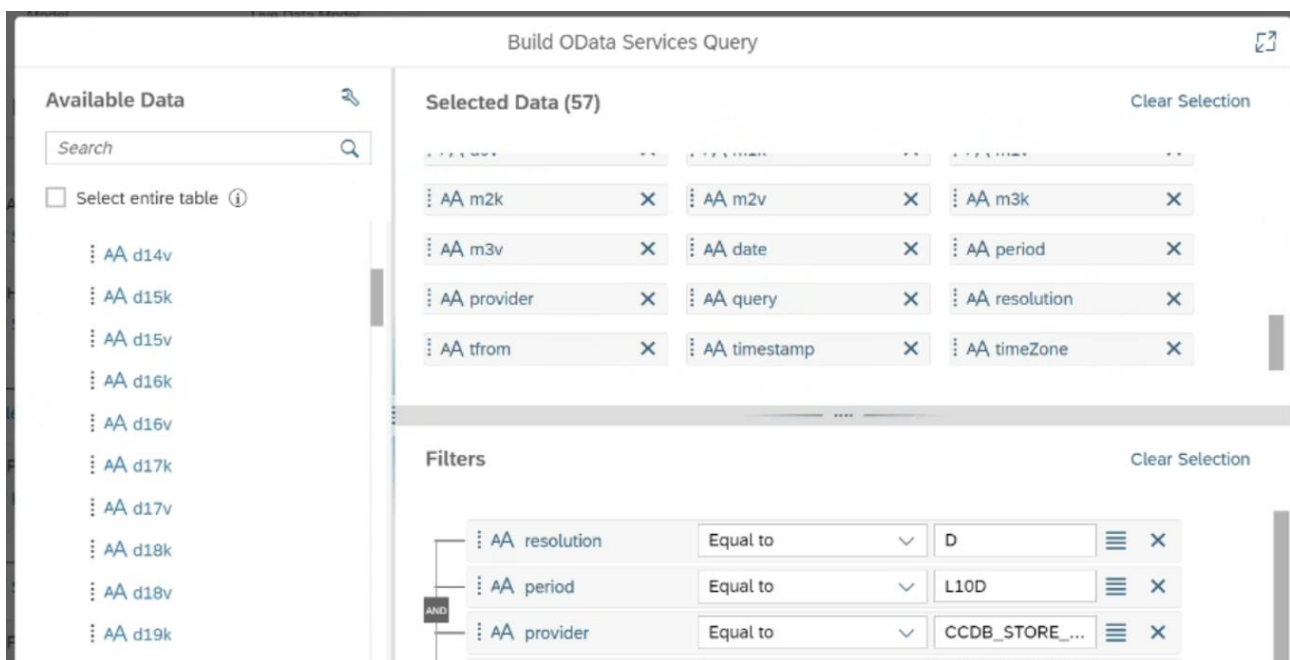 Model Live Data Model
Build OData Services Query
Available Data
Search
Select entire table
AA d14v
AA d15k
AA d15v
AA d16k
AA d16v
AA d17k
AA d17v
AA d18k
AA d18v
AA d19k
Selected Data (57)
Clear Selection
AA m2k AA m2v AA m3k
AA m3v AA date AA period
AA provider AA query AA resolution
AA tfrom AA timestamp AA timeZone
Filters
Clear Selection
AND
AA resolution Equal to D
AA period Equal to L10D
AA provider Equal to CCDB_STORE_...